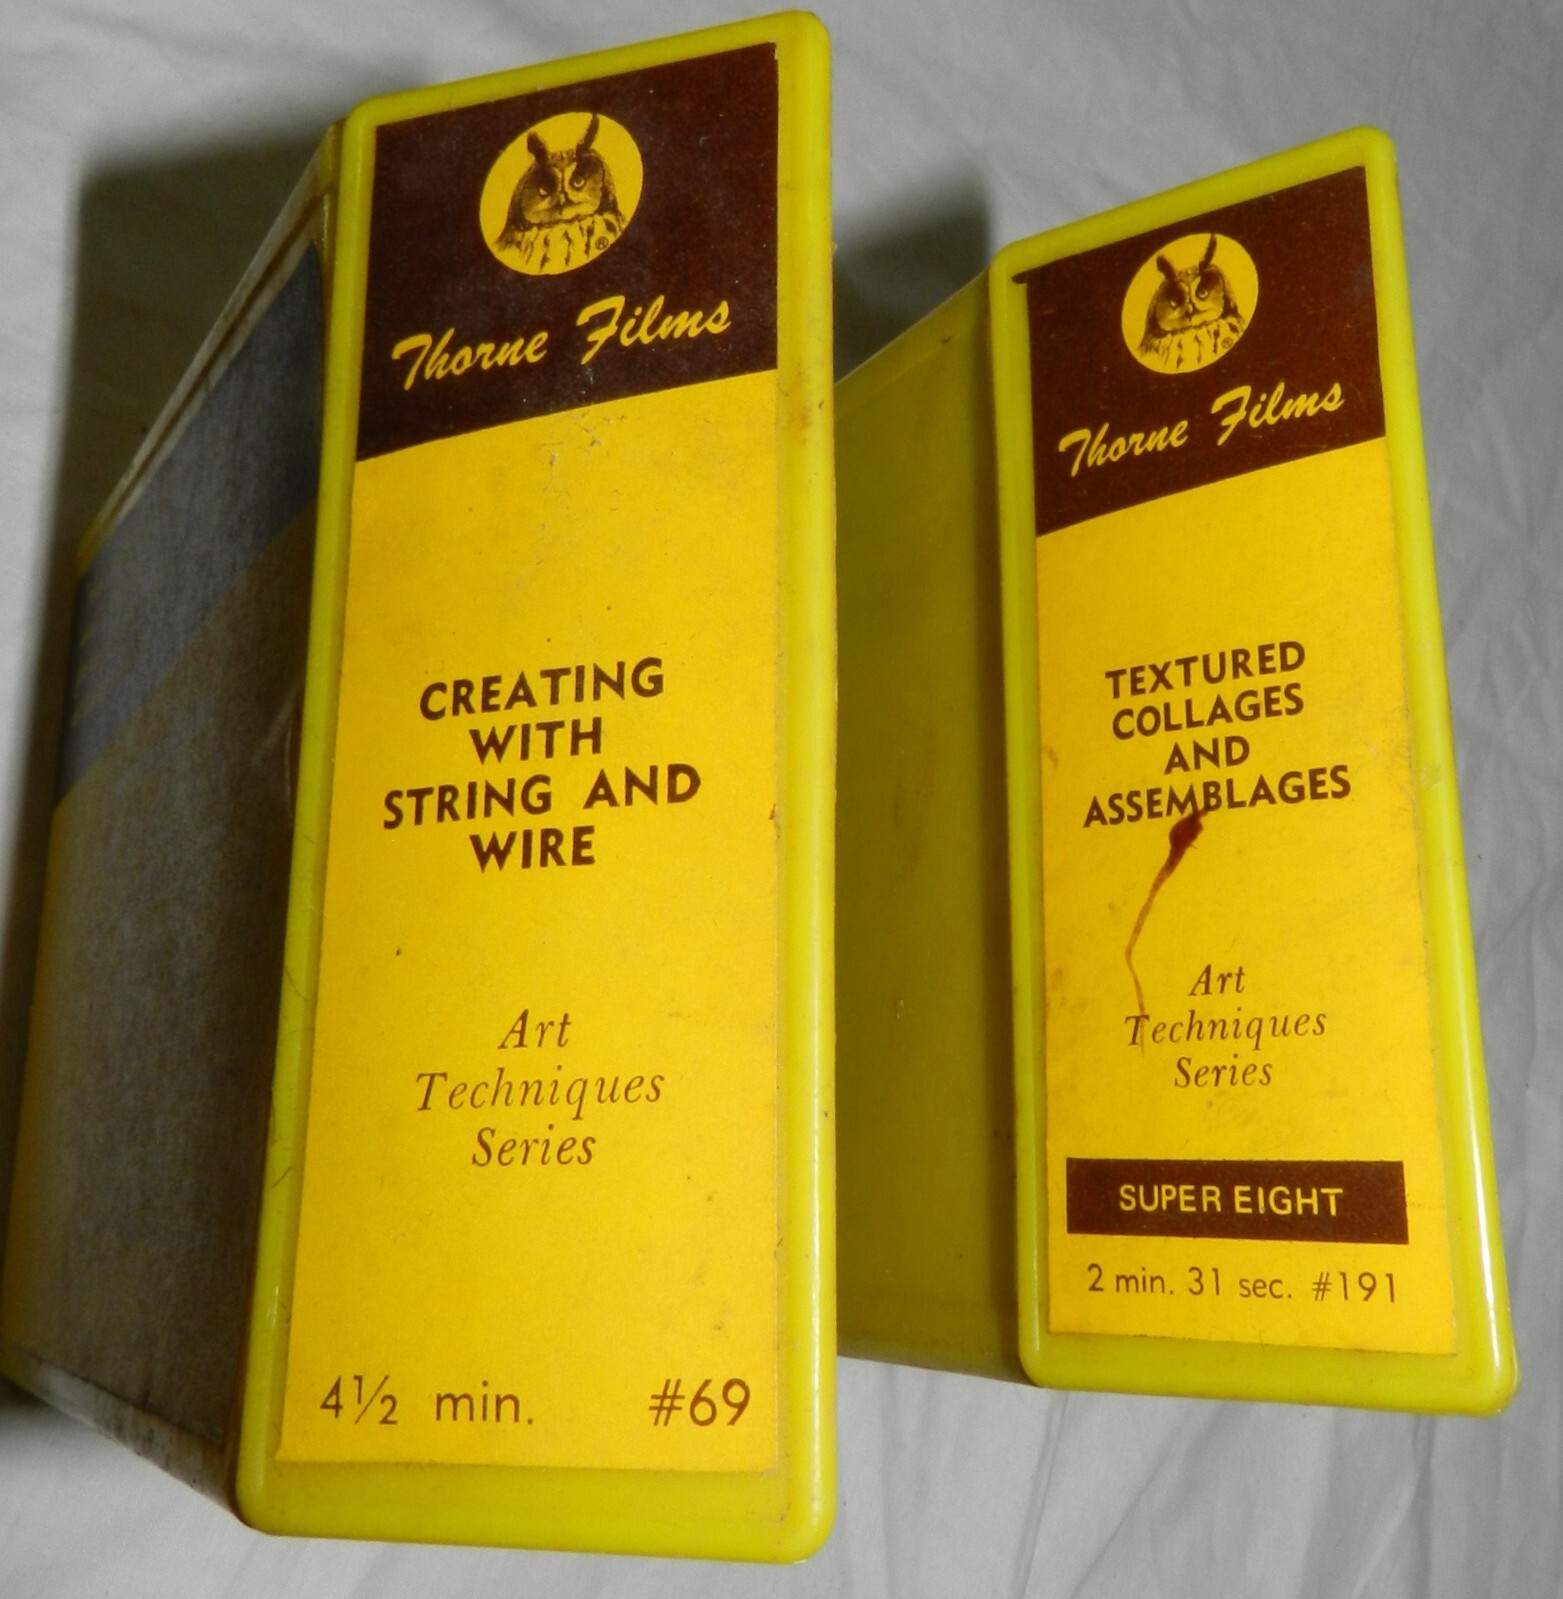 Thorne Films
CREATING
WITH
STRING AND
WIRE
Art
Techniques
Series
4½ min. #69
Thorne Films
TEXTURED
COLLAGES
AND
ASSEMBLAGES
Art
Techniques
Series
SUPER EIGHT
2 min. 31 sec. #191